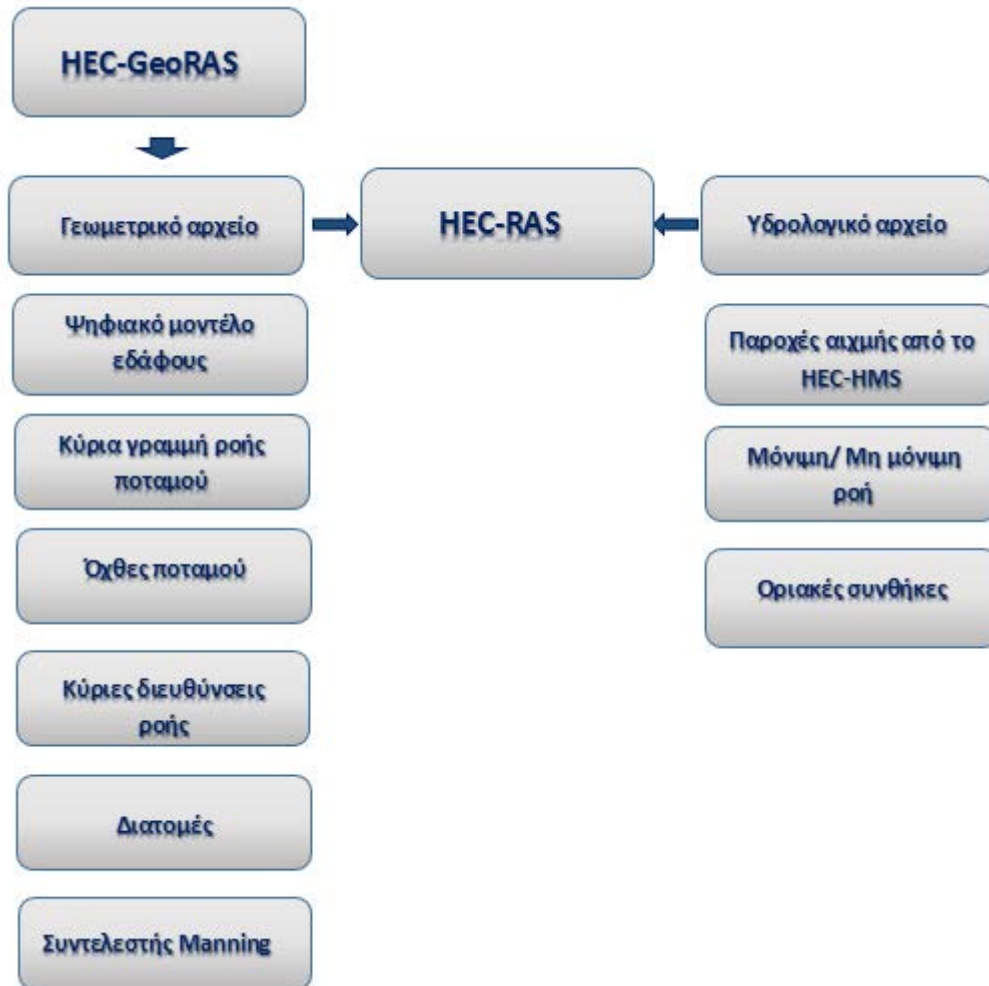 HEC-GeoRAS
Γεωμετρικό αρχείο
HEC-RAS
Υδρολογικό αρχείο
Ψηφιακό μοντέλο
εδάφους
Κύρια γραμμή ροής
ποταμού
Όχθες ποταμού
Κύριες διευθύνσεις
ροής
Διατομές
Συντελεστής Manning
Παροχές αιχμής από το
HEC-HMS
Μόνιμη/ Μη μόνιμη
ροή
Οριακές συνθήκες